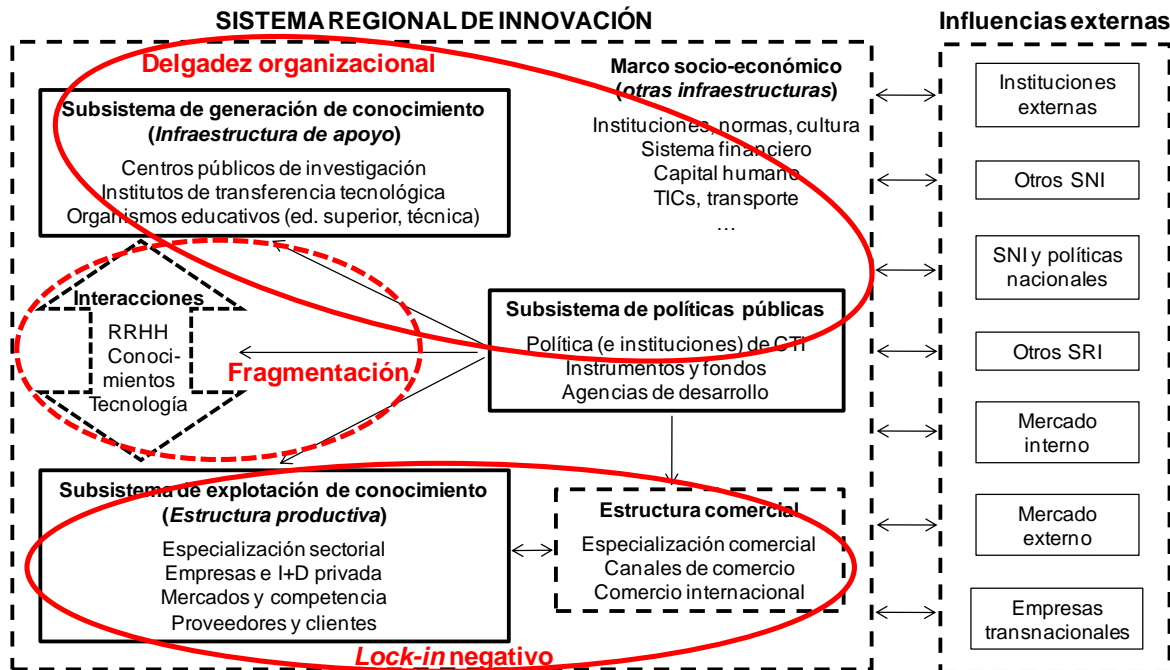 SISTEMA REGIONAL DE INNOVACIÓN
Delgadez organizacional
Subsistema de generación de conocimiento
(Infraestructura de apoyo)
Centros públicos de investigación
Institutos de transferencia tecnológica
Organismos educativos (ed. superior, técnica)
Marco socio-económico
(otras infraestructuras)
Instituciones, normas, cultura
Sistema financiero
Capital humano
TICs, transporte
…
Interacciones
RRHH
Conoci-
mientos
Tecnología
Fragmentación
Subsistema de políticas públicas
Política (e instituciones) de CTI
Instrumentos y fondos
Agencias de desarrollo
Subsistema de explotación de conocimiento
(Estructura productiva)
Especialización sectorial
Empresas e I+D privada
Mercados y competencia
Proveedores y clientes
Estructura comercial
Especialización comercial
Canales de comercio
Comercio internacional
Lock-in negativo
Influencias externas
Instituciones
externas
Otros SNI
SNI y políticas
nacionales
Otros SRI
Mercado
interno
Mercado
externo
Empresas
transnacionales